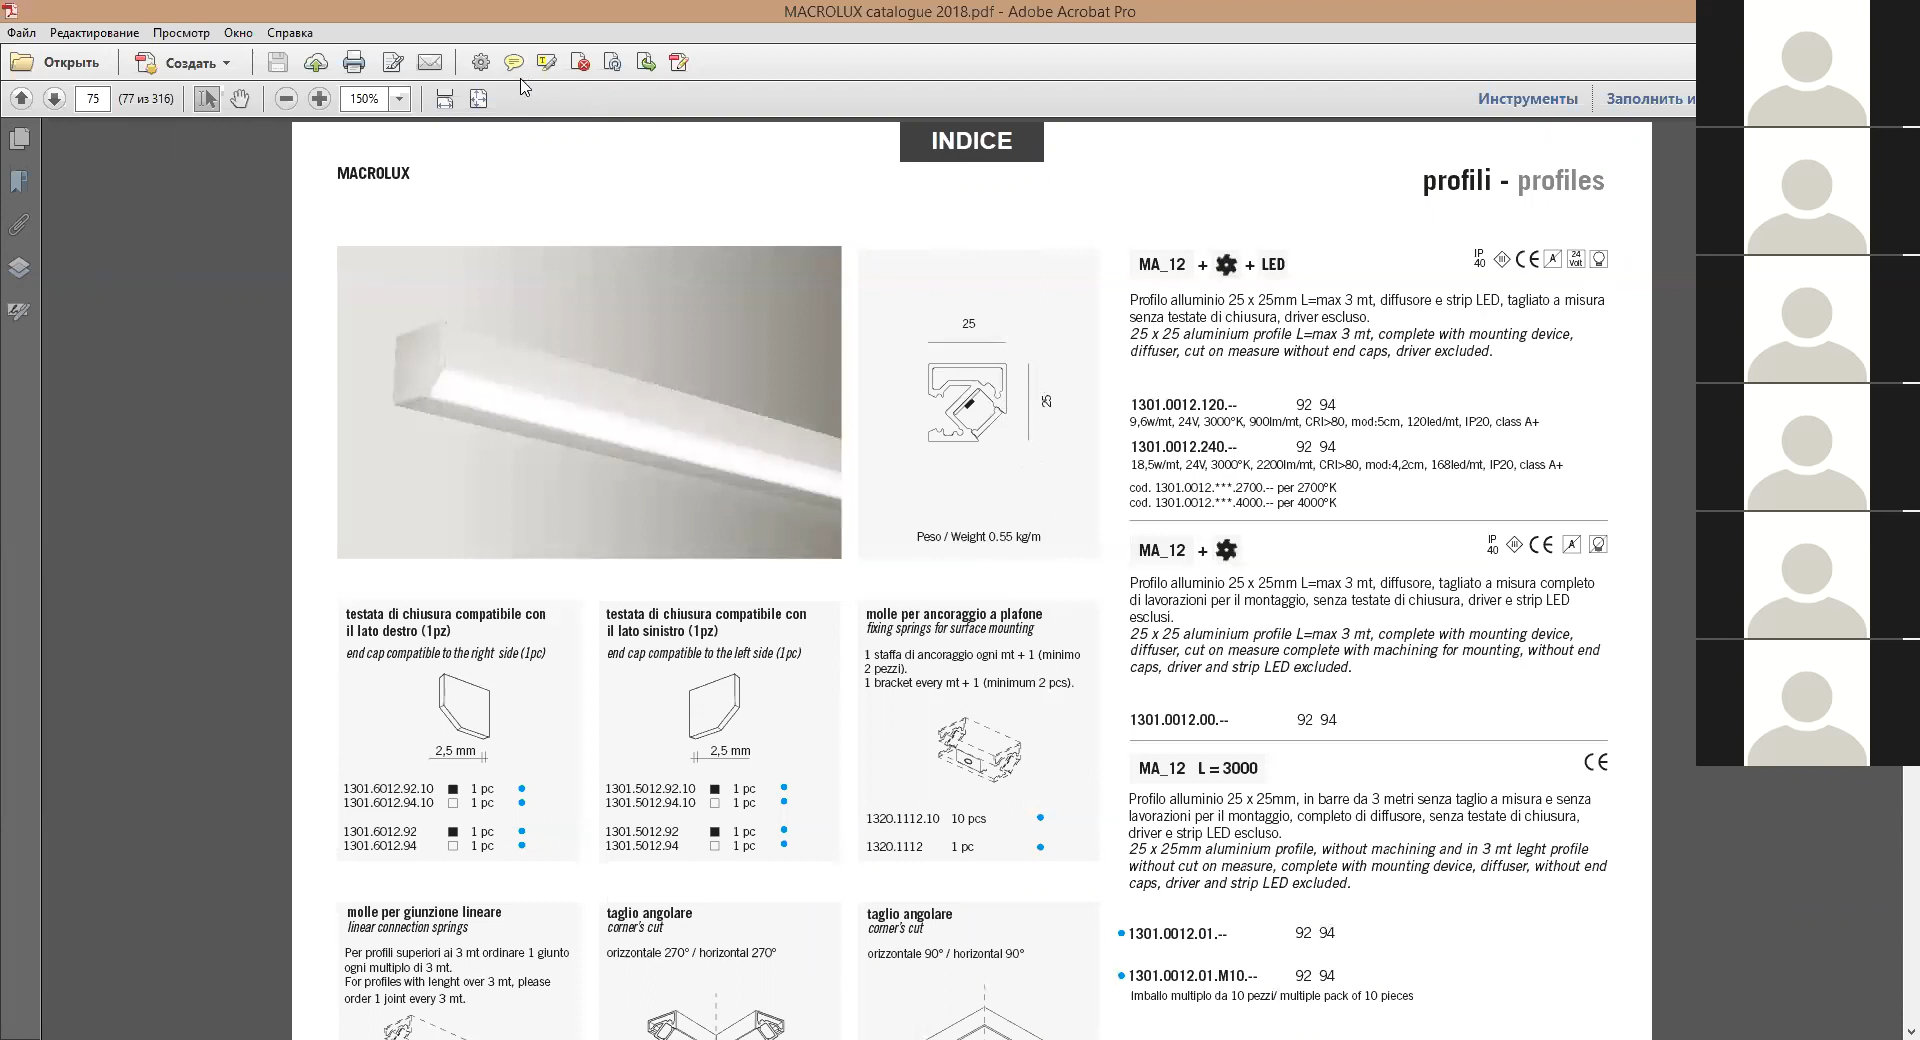 MACROLUX catalogue 2018.pdf - Adobe Acrobat Pro
Файл Редактирование Просмотр Окно Справка
Открыть Создать
75 (77 из 316) 150% Инструменты Заполнить и
INDICE
MACROLUX
profili - profiles
25
25
Peso / Weight 0.55 kg/m
MA_12 + + LED
IP 40 III CE A 24 Volt
Profilo alluminio 25 x 25mm L=max 3 mt, diffusore e strip LED, tagliato a misura
senza testate di chiusura, driver escluso.
25 x 25 aluminium profile L=max 3 mt, complete with mounting device,
diffuser, cut on measure without end caps, driver excluded.
1301.0012.120.-- 92 94
9,6w/mt, 24V, 3000°K, 900lm/mt, CRI>80, mod:5cm, 120led/mt, IP20, class A+
1301.0012.240.-- 92 94
18,5w/mt, 24V, 3000°K, 2200lm/mt, CRI>80, mod:4,2cm, 168led/mt, IP20, class A+
cod. 1301.0012.***.2700.-- per 2700°K
cod. 1301.0012.***.4000.-- per 4000°K
MA_12 +
IP 40 III CE A
Profilo alluminio 25 x 25mm L=max 3 mt, diffusore, tagliato a misura completo
di lavorazioni per il montaggio, senza testate di chiusura, driver e strip LED
esclusi.
25 x 25 aluminium profile L=max 3 mt, complete with mounting device,
diffuser, cut on measure complete with machining for mounting, without end
caps, driver and strip LED excluded.
1301.0012.00.-- 92 94
MA_12 L = 3000
CE
Profilo alluminio 25 x 25mm, in barre da 3 metri senza taglio a misura e senza
lavorazioni per il montaggio, completo di diffusore, senza testate di chiusura,
driver e strip LED escluso.
25 x 25mm aluminium profile, without machining and in 3 mt leght profile
without cut on measure, complete with mounting device, diffuser, without end
caps, driver and strip LED excluded.
1301.0012.01.-- 92 94
1301.0012.01.M10.-- 92 94
Imballo multiplo da 10 pezzi/ multiple pack of 10 pieces
testata di chiusura compatibile con
il lato destro (1pz)
end cap compatible to the right side (1pc)
2,5 mm
1301.6012.92.10 1 pc
1301.6012.94.10 1 pc
1301.6012.92 1 pc
1301.6012.94 1 pc
testata di chiusura compatibile con
il lato sinistro (1pz)
end cap compatible to the left side (1pc)
2,5 mm
1301.5012.92.10 1 pc
1301.5012.94.10 1 pc
1301.5012.92 1 pc
1301.5012.94 1 pc
molle per ancoraggio a plafone
fixing springs for surface mounting
1 staffa di ancoraggio ogni mt + 1 (minimo
2 pezzi).
1 bracket every mt + 1 (minimum 2 pcs).
1320.1112.10 10 pcs
1320.1112 1 pc
molle per giunzione lineare
linear connection springs
Per profili superiori ai 3 mt ordinare 1 giunto
ogni multiplo di 3 mt.
For profiles with lenght over 3 mt, please
order 1 joint every 3 mt.
taglio angolare
corner's cut
orizzontale 270° / horizontal 270°
taglio angolare
corner's cut
orizzontale 90° / horizontal 90°